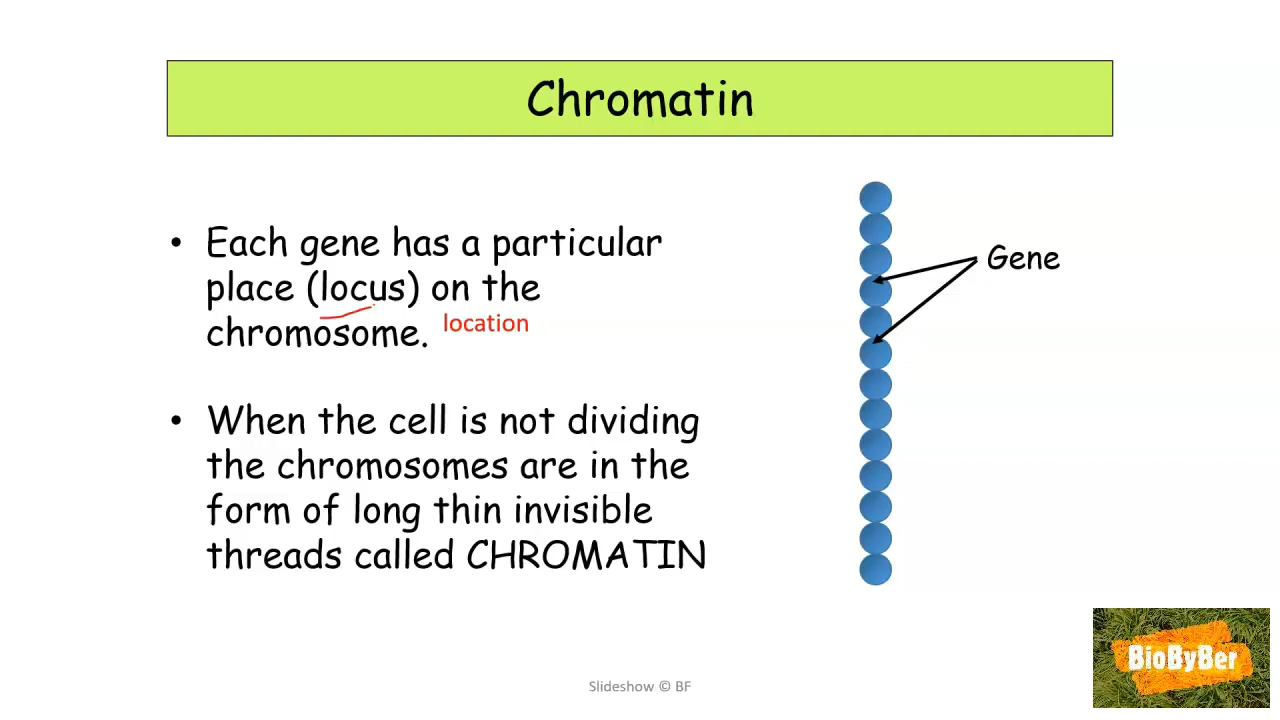 Chromatin
• Each gene has a particular
place (locus) on the
chromosome. location
• When the cell is not dividing
the chromosomes are in the
form of long thin invisible
threads called CHROMATIN
Gene
BioByBer
Slideshow © BF